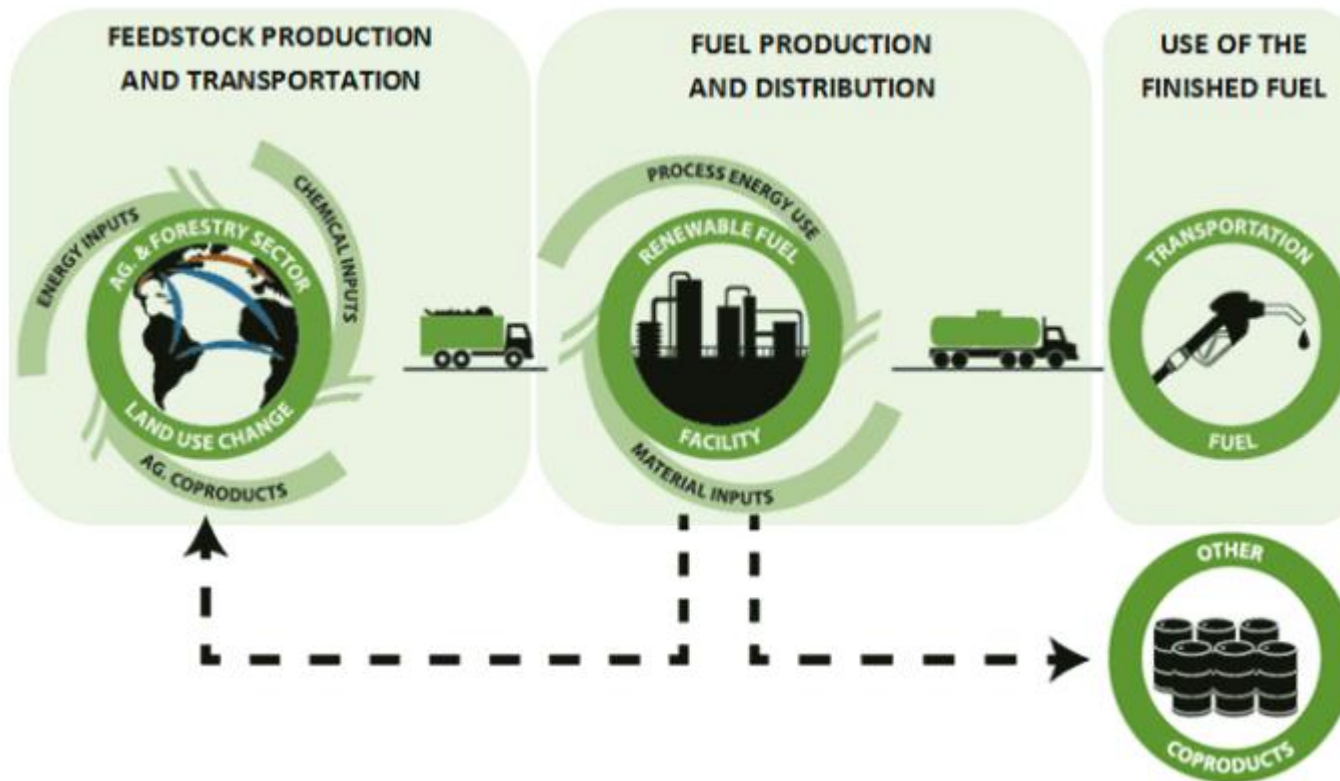 FEEDSTOCK PRODUCTION
AND TRANSPORTATION
FUEL PRODUCTION
AND DISTRIBUTION
USE OF THE
FINISHED FUEL
ENERGY INPUTS
CHEMICAL INPUTS
AG. & FORESTRY SECTOR
LAND USE CHANGE
AG. COPRODUCTS
PROCESS ENERGY USE
RENEWABLE FUEL
FACILITY
MATERIAL INPUTS
TRANSPORTATION
FUEL
OTHER
COPRODUCTS